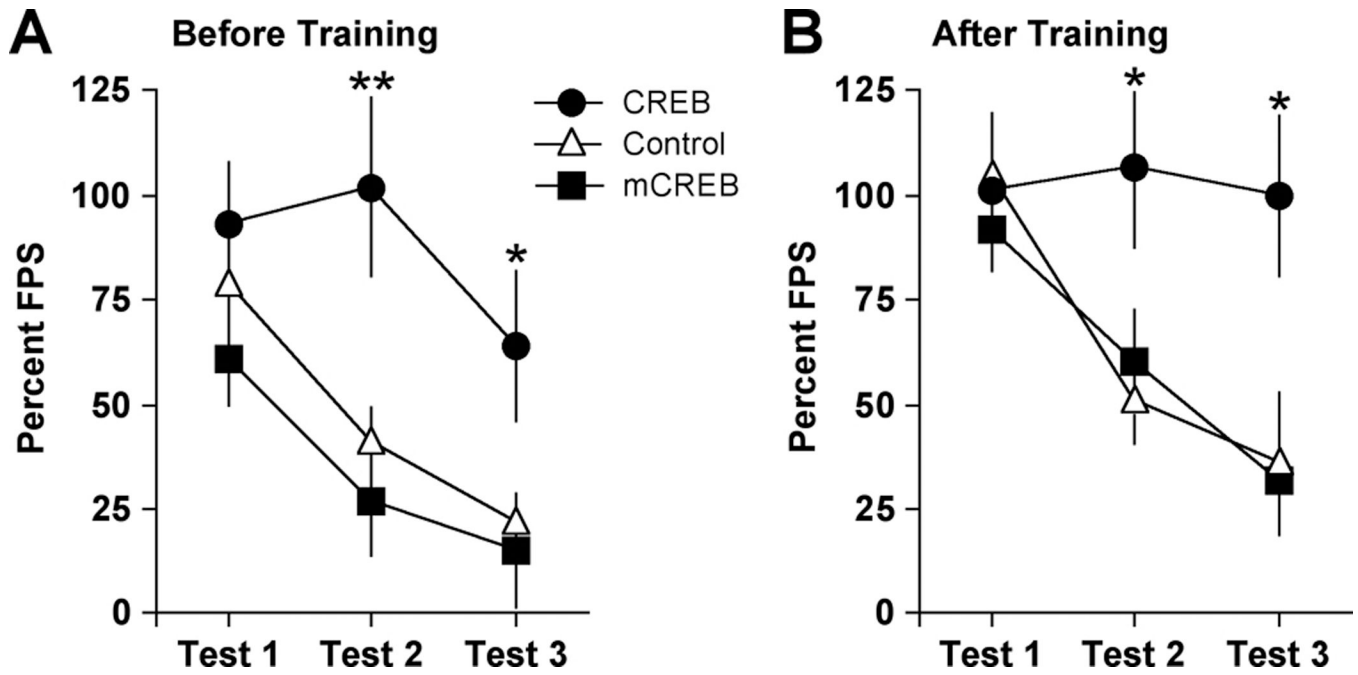 A Before Training
Percent FPS
125
100
75
50
25
0
**
*
Test 1 Test 2 Test 3
CREB
Control
mCREB
B After Training
Percent FPS
125
100
75
50
25
0
*
*
Test 1 Test 2 Test 3